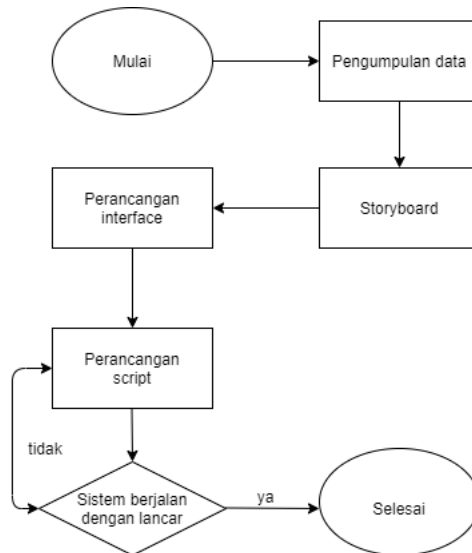 Mulai
Pengumpulan data
Storyboard
Perancangan
interface
Perancangan
script
tidak
Sistem berjalan
dengan lancar
ya
Selesai